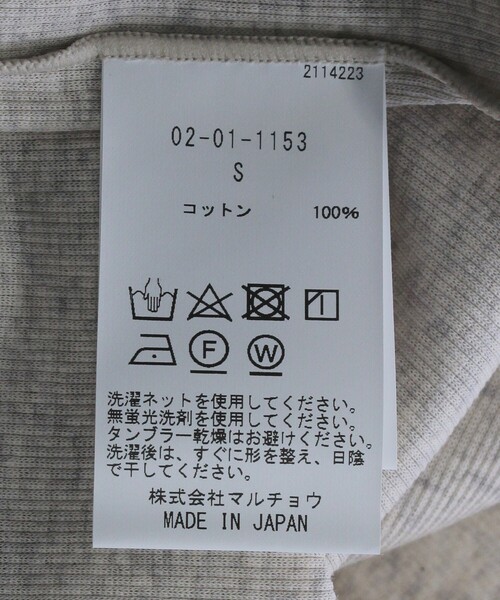 2114223
02-01-1153
S
コットン 100%
F W
洗濯ネットを使用してください。
無蛍光洗剤を使用してください。
タンブラー乾燥はお避けください。
洗濯後は、すぐに形を整え、日陰
で干してください。
株式会社マルチョウ
MADE IN JAPAN